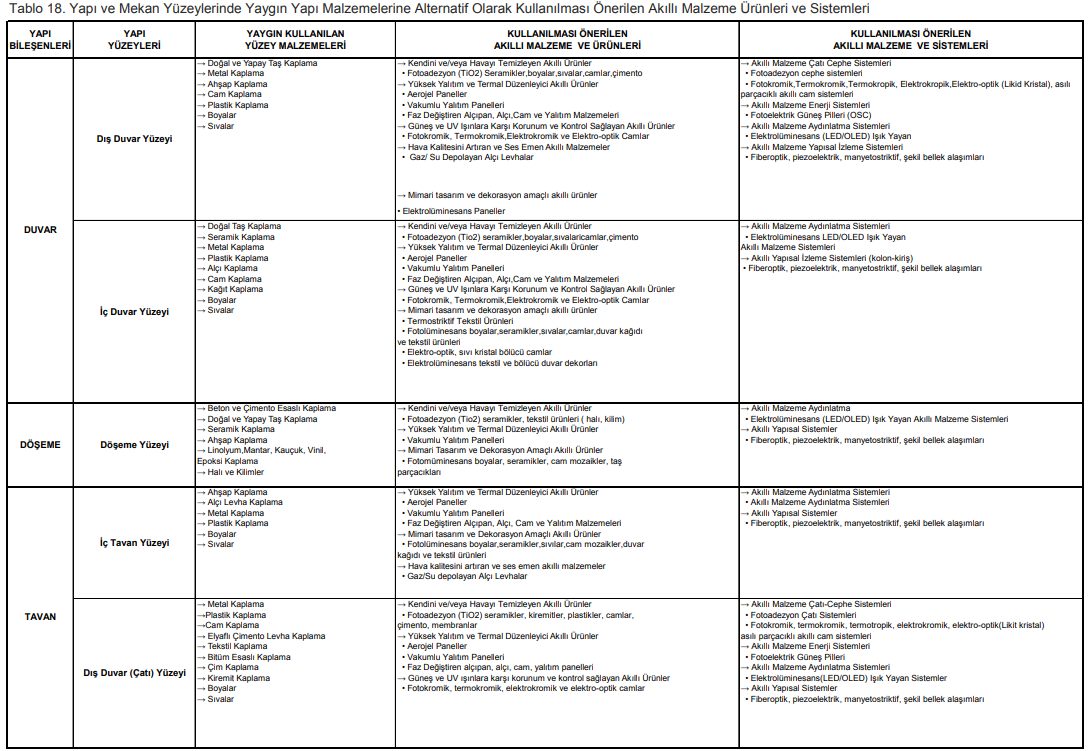 Tablo 18. Yapı ve Mekan Yüzeylerinde Yaygın Yapı Malzemelerine Alternatif Olarak Kullanılması Önerilen Akıllı Malzeme Ürünleri ve Sistemleri
YAPI BİLEŞENLERİ
YAPI YÜZEYLERİ
YAYGIN KULLANILAN YÜZEY MALZEMELERİ
KULLANILMASI ÖNERİLEN AKILLI MALZEME VE ÜRÜNLERİ
KULLANILMASI ÖNERİLEN AKILLI MALZEME VE SİSTEMLERİ
DUVAR
Dış Duvar Yüzeyi
→ Doğal ve Yapay Taş Kaplama
→ Metal Kaplama
→ Ahşap Kaplama
→ Cam Kaplama
→ Plastik Kaplama
→ Boyalar
→ Sıvalar
→ Kendini ve/veya Havayı Temizleyen Akıllı Ürünler
• Fotoadezyon (TiO2) Seramikler,boyalar,sıvalar,camlar,çimento
→ Yüksek Yalıtım ve Termal Düzenleyici Akıllı Ürünler
• Aerojel Paneller
• Vakumlu Yalıtım Panelleri
• Faz Değiştiren Alçıpan, Alçı,Cam ve Yalıtım Malzemeleri
→ Güneş ve UV Işınlara Karşı Korunum ve Kontrol Sağlayan Akıllı Ürünler
• Fotokromik, Termokromik,Elektrokromik ve Elektro-optik Camlar
→ Hava Kalitesini Artıran ve Ses Emen Akıllı Malzemeler
• Gaz/ Su Depolayan Alçı Levhalar
→ Mimari tasarım ve dekorasyon amaçlı akıllı ürünler
• Elektrolüminesans Paneller
→ Akıllı Malzeme Çatı Cephe Sistemleri
• Fotoadezyon cephe sistemleri
• Fotokromik,Termokromik,Termokropik, Elektrokropik,Elektro-optik (Likid Kristal), asılı
parçacıklı akıllı cam sistemleri
→ Akıllı Malzeme Enerji Sistemleri
• Fotoelektrik Güneş Pilleri (OSC)
→ Akıllı Malzeme Aydınlatma Sistemleri
• Elektrolüminesans (LED/OLED) Işık Yayan
→ Akıllı Malzeme Yapısal İzleme Sistemleri
• Fiberoptik, piezoelektrik, manyetostriktif, şekil bellek alaşımları
İç Duvar Yüzeyi
→ Doğal Taş Kaplama
→ Seramik Kaplama
→ Metal Kaplama
→ Plastik Kaplama
→ Alçı Kaplama
→ Cam Kaplama
→ Kağıt Kaplama
→ Boyalar
→ Sıvalar
→ Kendini ve/veya Havayı Temizleyen Akıllı Ürünler
• Fotoadezyon (Tio2) seramikler,boyalar,sıvalarıcamlar,çimento
→ Yüksek Yalıtım ve Termal Düzenleyici Akıllı Ürünler
• Aerojel Paneller
• Vakumlu Yalıtım Panelleri
• Faz Değiştiren Alçıpan, Alçı,Cam ve Yalıtım Malzemeleri
→ Güneş ve UV Işınlara Karşı Korunum ve Kontrol Sağlayan Akıllı Ürünler
• Fotokromik, Termokromik,Elektrokromik ve Elektro-optik Camlar
→ Mimari tasarım ve dekorasyon amaçlı akıllı ürünler
• Termostriktif Tekstil Ürünleri
• Fotolüminesans boyalar,seramikler,sıvalar,camlar,duvar kağıdı
ve tekstil ürünleri
• Elektro-optik, sıvı kristal bölücü camlar
• Elektrolüminesans tekstil ve bölücü duvar dekorları
→ Akıllı Malzeme Aydınlatma Sistemleri
• Elektrolüminesans LED/OLED Işık Yayan
Akıllı Malzeme Sistemleri
→ Akıllı Yapısal İzleme Sistemleri (kolon-kiriş)
• Fiberoptik, piezoelektrik, manyetostriktif, şekil bellek alaşımları
DÖŞEME
Döşeme Yüzeyi
→ Beton ve Çimento Esaslı Kaplama
→ Doğal ve Yapay Taş Kaplama
→ Seramik Kaplama
→ Ahşap Kaplama
→ Linolyum,Mantar, Kauçuk, Vinil,
Epoksi Kaplama
→ Halı ve Kilimler
→ Kendini ve/veya Havayı Temizleyen Akıllı Ürünler
• Fotoadezyon (Tio2) seramikler, tekstil ürünleri ( halı, kilim)
→ Yüksek Yalıtım ve Termal Düzenleyici Akıllı Ürünler
• Vakumlu Yalıtım Panelleri
→ Mimari Tasarım ve Dekorasyon Amaçlı Akıllı Ürünler
• Fotomüminesans boyalar, seramikler, cam mozaikler, taş
parçacıkları
→ Akıllı Malzeme Aydınlatma
• Elektrolüminesans (LED/OLED) Işık Yayan Akıllı Malzeme Sistemleri
→ Akıllı Yapısal Sistemler
• Fiberoptik, piezoelektrik, manyetostriktif, şekil bellek alaşımları
TAVAN
İç Tavan Yüzeyi
→ Ahşap Kaplama
→ Alçı Levha Kaplama
→ Metal Kaplama
→ Plastik Kaplama
→ Boyalar
→ Sıvalar
→ Yüksek Yalıtım ve Termal Düzenleyici Akıllı Ürünler
• Aerojel Paneller
• Vakumlu Yalıtım Panelleri
• Faz Değiştiren Alçıpan, Alçı, Cam ve Yalıtım Malzemeleri
→ Mimari tasarım ve Dekorasyon Amaçlı Akıllı Ürünler
• Fotolüminesans boyalar,seramikler,sıvılar,cam mozaikler,duvar
kağıdı ve tekstil ürünleri
→ Hava kalitesini artıran ve ses emen akıllı malzemeler
• Gaz/Su depolayan Alçı Levhalar
→ Akıllı Malzeme Aydınlatma Sistemleri
• Akıllı Malzeme Aydınlatma Sistemleri
→ Akıllı Yapısal Sistemler
• Fiberoptik, piezoelektrik, manyetostriktif, şekil bellek alaşımları
Dış Duvar (Çatı) Yüzeyi
→ Metal Kaplama
→Plastik Kaplama
→Cam Kaplama
→ Elyaflı Çimento Levha Kaplama
→ Tekstil Kaplama
→ Bitüm Esaslı Kaplama
→ Çim Kaplama
→ Kiremit Kaplama
→ Boyalar
→ Sıvalar
→ Kendini ve/veya Havayı Temizleyen Akıllı Ürünler
• Fotoadezyon (TiO2) seramikler, kiremitler, plastikler, camlar,
çimento, membranlar
→ Yüksek Yalıtım ve Termal Düzenleyici Akıllı Ürünler
• Aerojel Paneller
• Vakumlu Yalıtım Panelleri
• Faz Değiştiren alçıpan, alçı, cam, yalıtım panelleri
→ Güneş ve UV ışınlara karşı korunum ve kontrol sağlayan Akıllı Ürünler
• Fotokromik, termokromik, elektrokromik ve elektro-optik camlar
→ Akıllı Malzeme Çatı-Cephe Sistemleri
• Fotoadezyon Çatı Sistemleri
• Fotokromik, termokromik, termotropik, elektrokromik, elektro-optik(Likit kristal)
asılı parçacıklı akıllı cam sistemleri
→ Akıllı Malzeme Enerji Sistemleri
• Fotoelektrik Güneş Pilleri
→ Akıllı Malzeme Aydınlatma Sistemleri
• Elektrolüminesans(LED/OLED) Işık Yayan Sistemler
→ Akıllı Yapısal Sistemler
• Fiberoptik, piezoelektrik, manyetostriktif, şekil bellek alaşımları